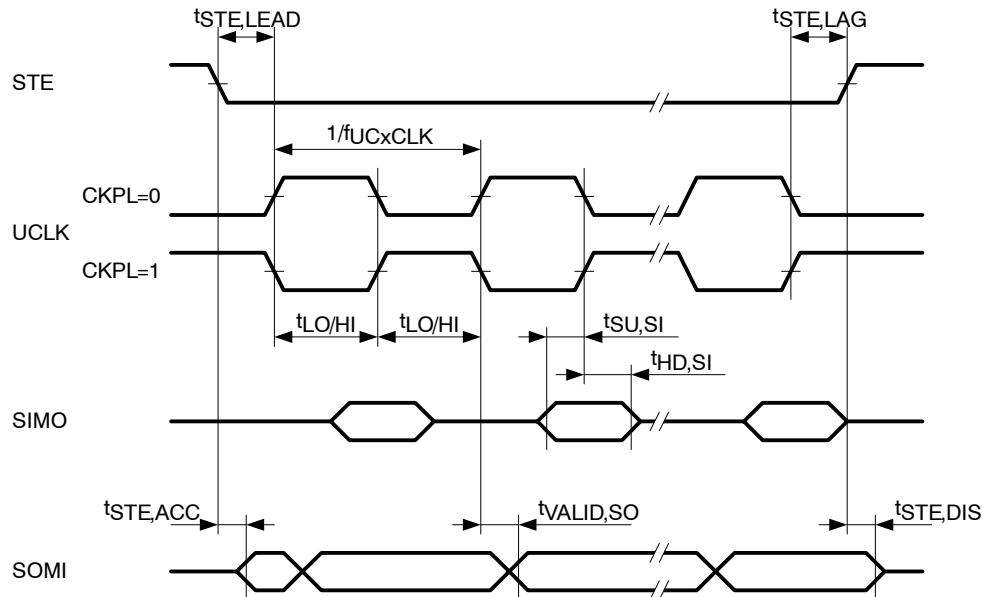 tSTE,LEAD
tSTE,LAG
STE
1/fUCxCLK
CKPL=0
UCLK
CKPL=1
tLO/HI
tLO/HI
tSU,SI
tHD,SI
SIMO
tSTE,ACC
tVALID,SO
tSTE,DIS
SOMI